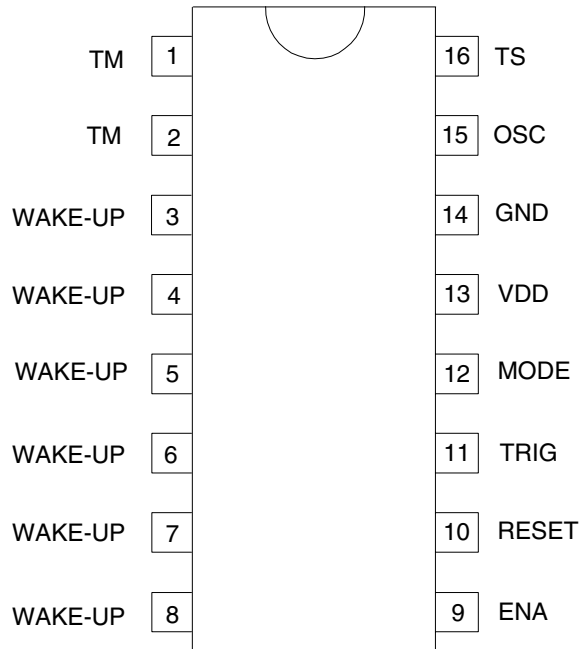 TM 1 16 TS
TM 2 15 OSC
WAKE-UP 3 14 GND
WAKE-UP 4 13 VDD
WAKE-UP 5 12 MODE
WAKE-UP 6 11 TRIG
WAKE-UP 7 10 RESET
WAKE-UP 8 9 ENA